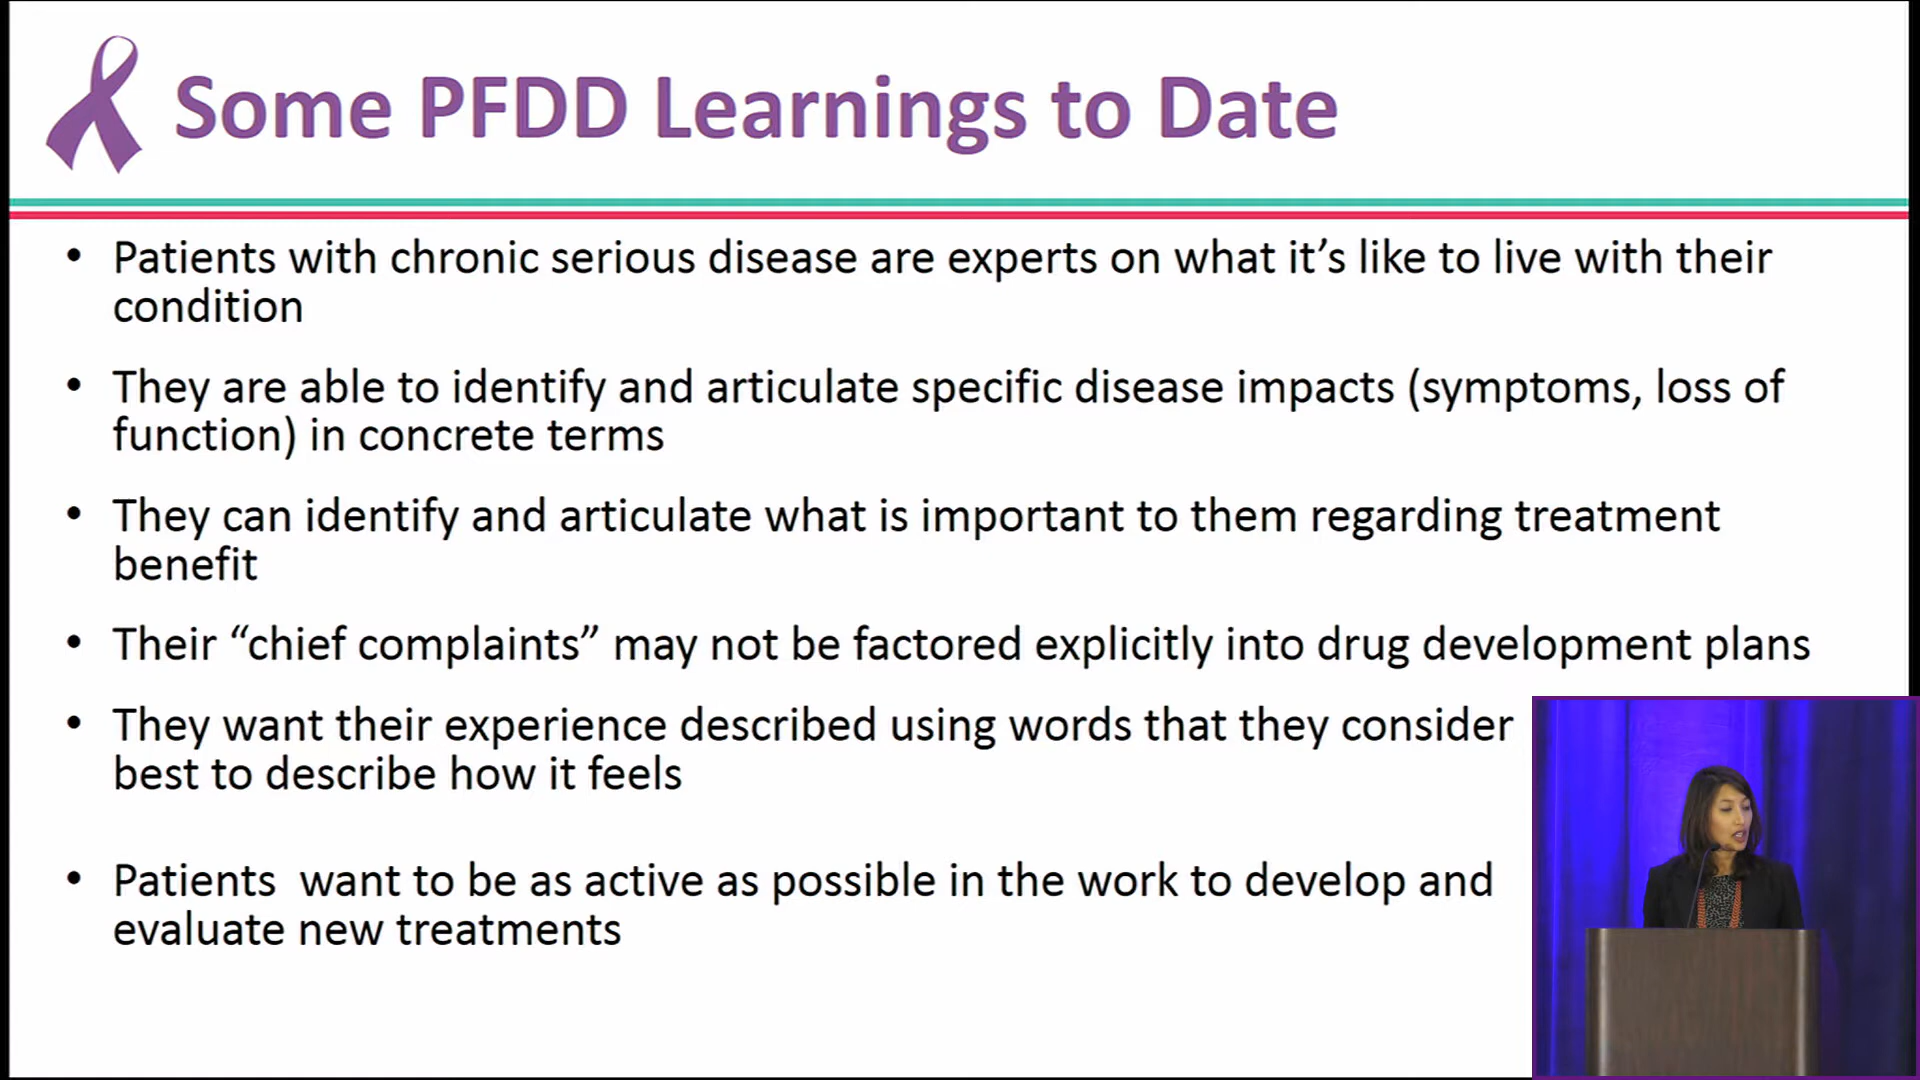 Some PFDD Learnings to Date
• Patients with chronic serious disease are experts on what it’s like to live with their
condition
• They are able to identify and articulate specific disease impacts (symptoms, loss of
function) in concrete terms
• They can identify and articulate what is important to them regarding treatment
benefit
• Their “chief complaints” may not be factored explicitly into drug development plans
• They want their experience described using words that they consider
best to describe how it feels
• Patients  want to be as active as possible in the work to develop and
evaluate new treatments